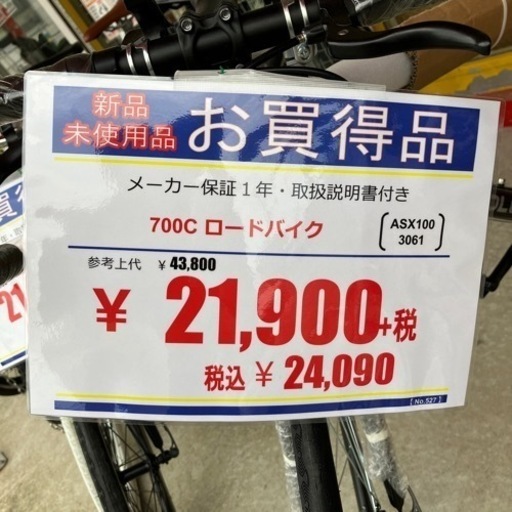 新品
未使用品
お買得品
メーカー保証1年・取扱説明書付き
700C ロードバイク
ASX100
3061
参考上代 ¥ 43,800
¥ 21,900+税
税込 ¥ 24,090
[ No.527 ]